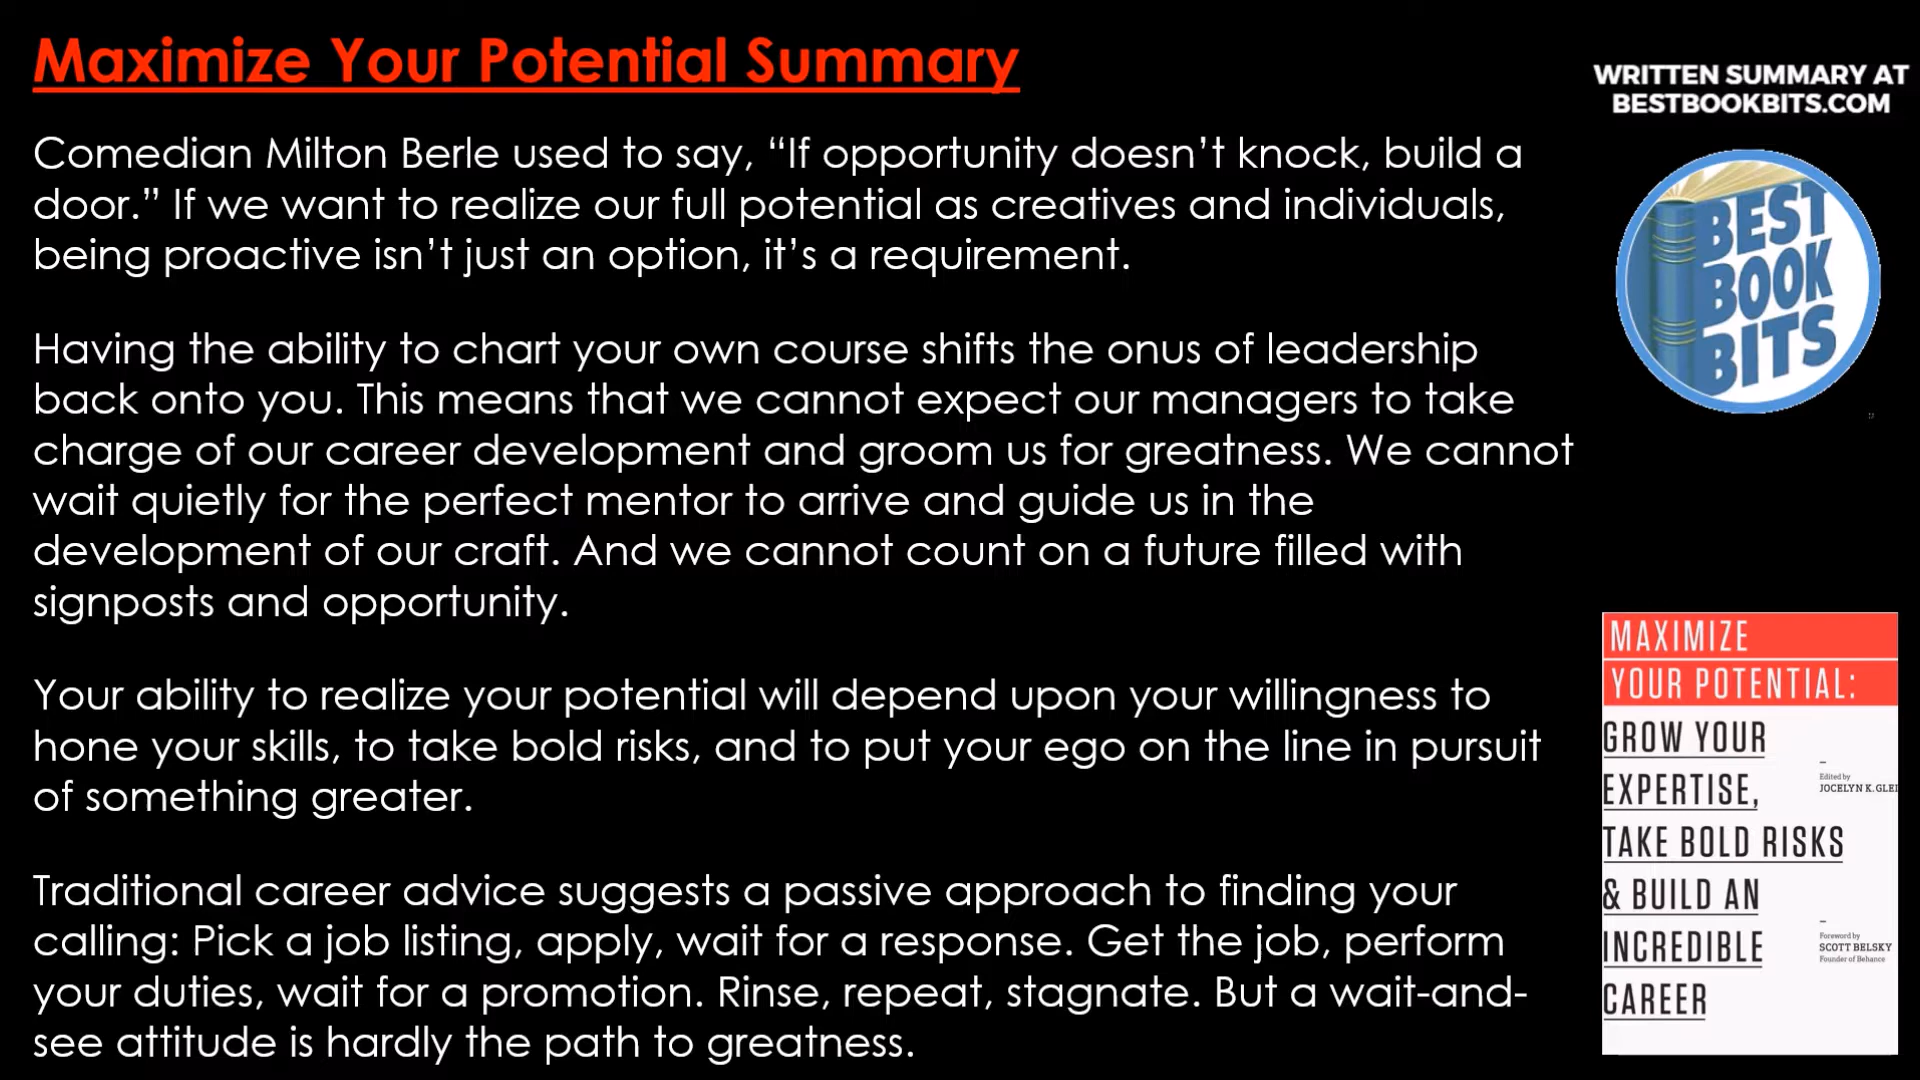 Maximize Your Potential Summary
Comedian Milton Berle used to say, “If opportunity doesn’t knock, build a
door.” If we want to realize our full potential as creatives and individuals,
being proactive isn’t just an option, it’s a requirement.
Having the ability to chart your own course shifts the onus of leadership
back onto you. This means that we cannot expect our managers to take
charge of our career development and groom us for greatness. We cannot
wait quietly for the perfect mentor to arrive and guide us in the
development of our craft. And we cannot count on a future filled with
signposts and opportunity.
Your ability to realize your potential will depend upon your willingness to
hone your skills, to take bold risks, and to put your ego on the line in pursuit
of something greater.
Traditional career advice suggests a passive approach to finding your
calling: Pick a job listing, apply, wait for a response. Get the job, perform
your duties, wait for a promotion. Rinse, repeat, stagnate. But a wait-and-
see attitude is hardly the path to greatness.
WRITTEN SUMMARY AT
BESTBOOKBITS.COM
BEST
BOOK
BITS
MAXIMIZE
YOUR POTENTIAL:
GROW YOUR
EXPERTISE,
TAKE BOLD RISKS
& BUILD AN
INCREDIBLE
CAREER
Edited by
JOCELYN K. GLEI
Foreword by
SCOTT BELSKY
Founder of Behance